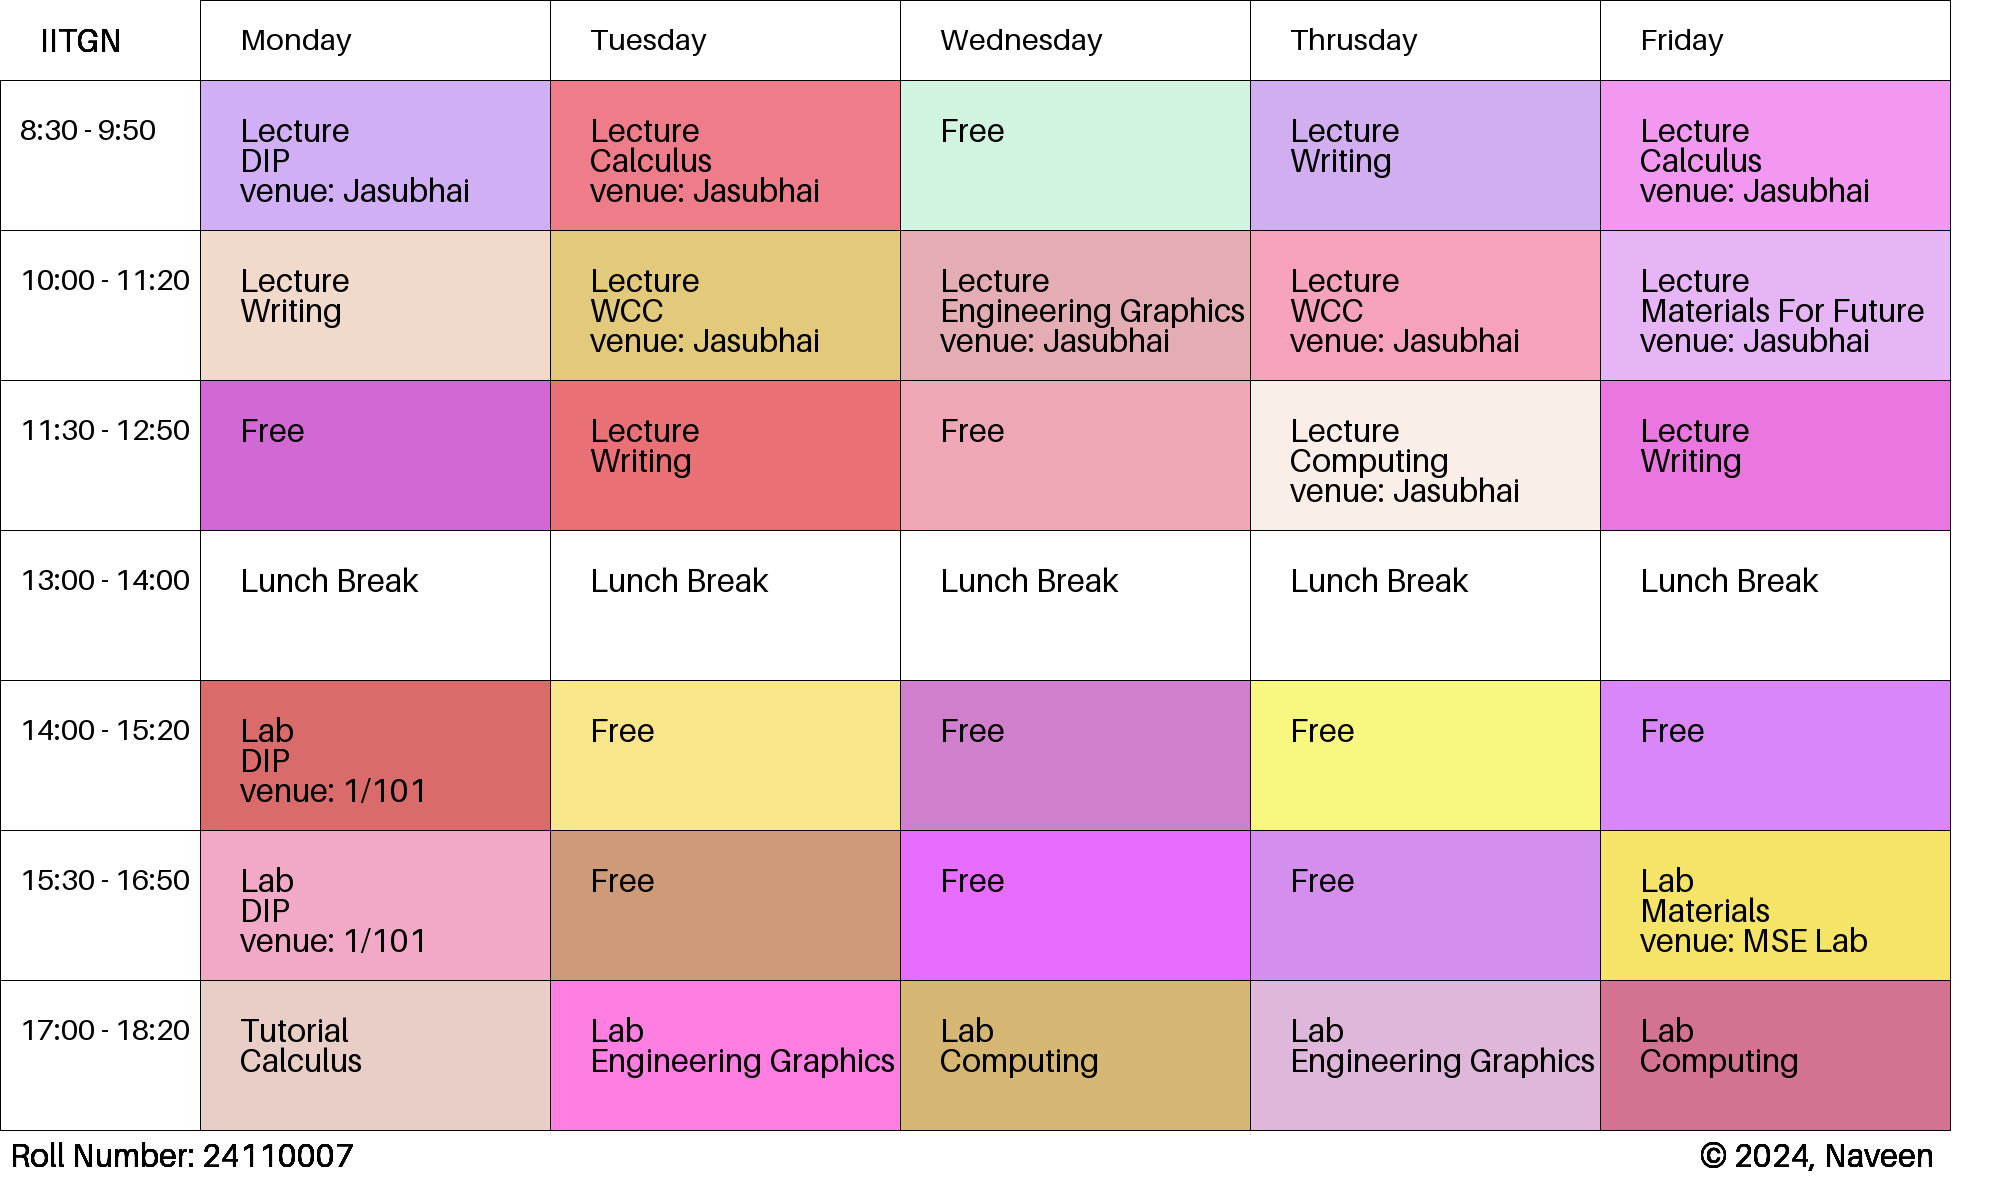 IITGN Monday Tuesday Wednesday Thrusday Friday
8:30 - 9:50
Lecture
DIP
venue: Jasubhai
Lecture
Calculus
venue: Jasubhai
Free
Lecture
Writing
Lecture
Calculus
venue: Jasubhai
10:00 - 11:20
Lecture
Writing
Lecture
WCC
venue: Jasubhai
Lecture
Engineering Graphics
venue: Jasubhai
Lecture
WCC
venue: Jasubhai
Lecture
Materials For Future
venue: Jasubhai
11:30 - 12:50
Free
Lecture
Writing
Free
Lecture
Computing
venue: Jasubhai
Lecture
Writing
13:00 - 14:00
Lunch Break
Lunch Break
Lunch Break
Lunch Break
Lunch Break
14:00 - 15:20
Lab
DIP
venue: 1/101
Free
Free
Free
Free
15:30 - 16:50
Lab
DIP
venue: 1/101
Free
Free
Free
Lab
Materials
venue: MSE Lab
17:00 - 18:20
Tutorial
Calculus
Lab
Engineering Graphics
Lab
Computing
Lab
Engineering Graphics
Lab
Computing
Roll Number: 24110007
© 2024, Naveen